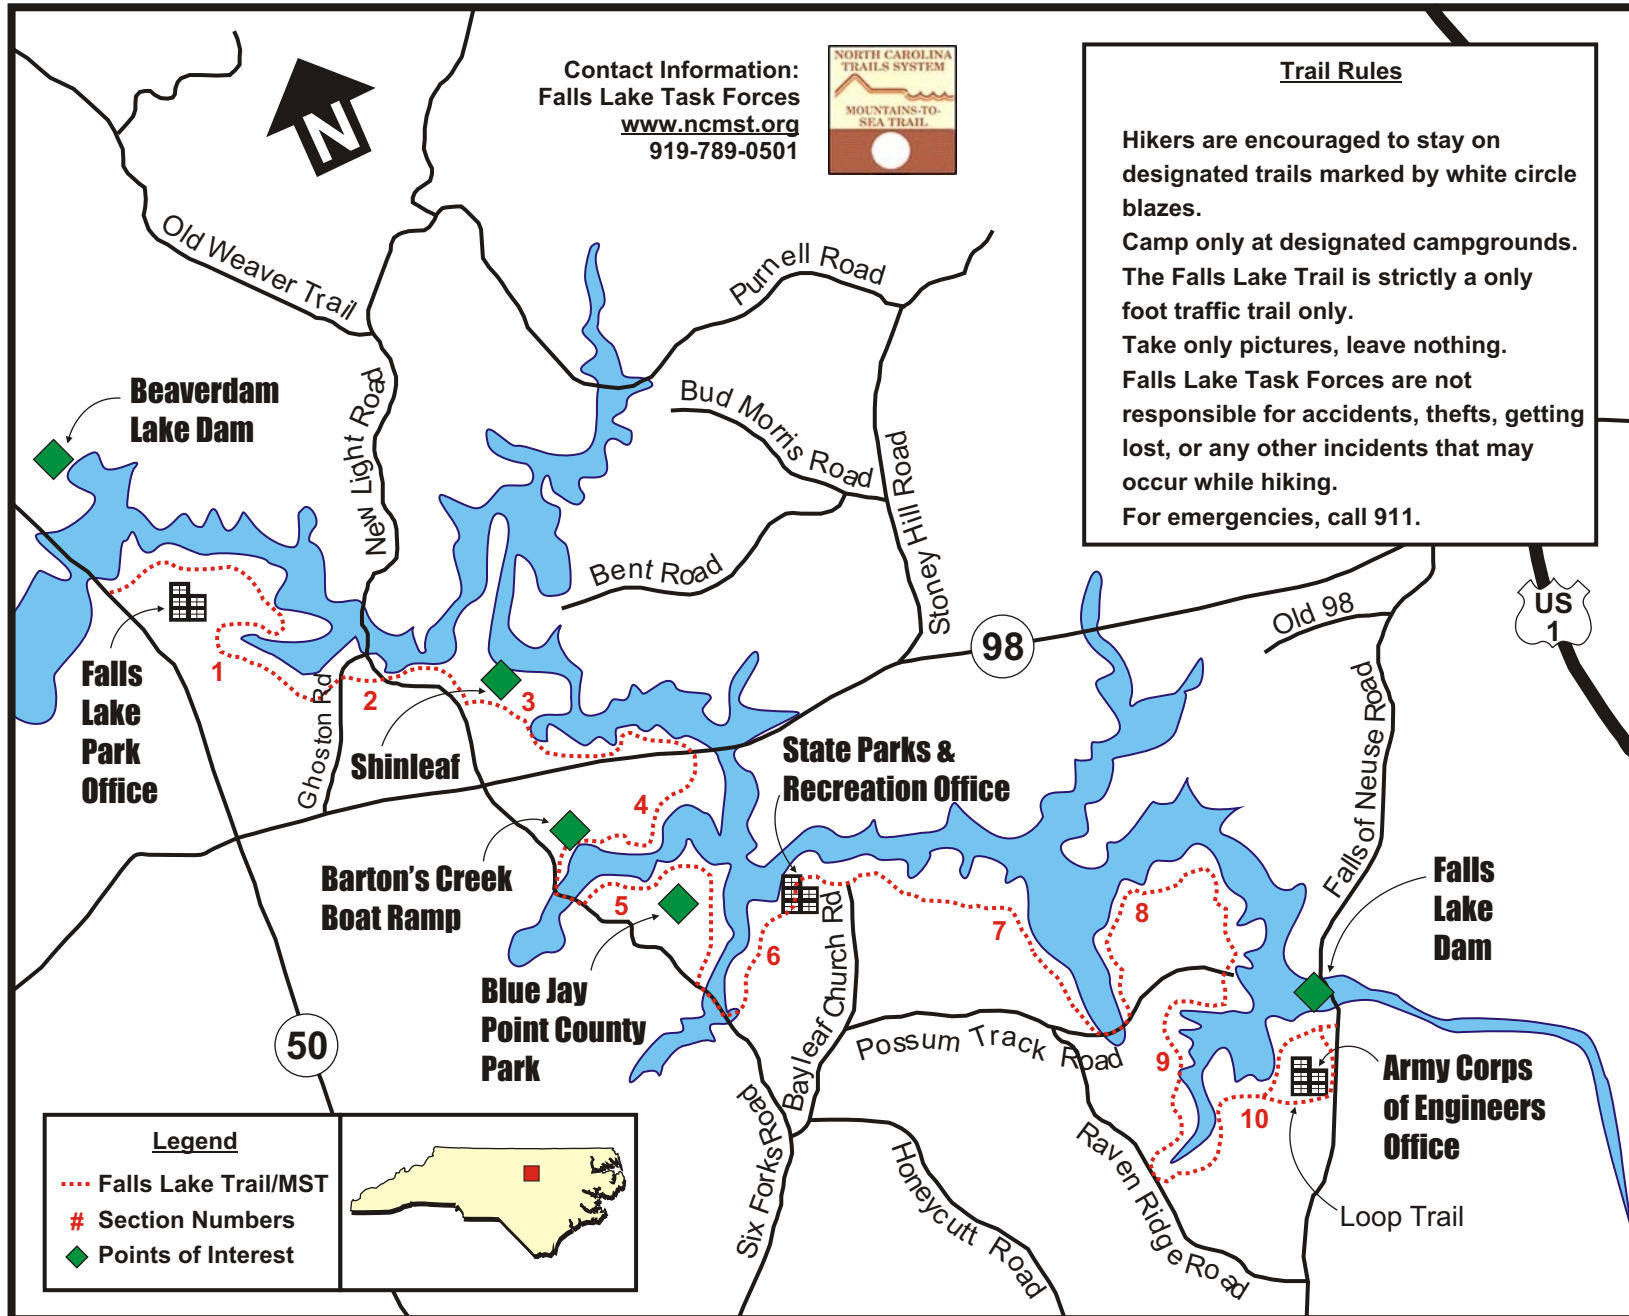 Contact Information:
Falls Lake Task Forces
www.ncmst.org
919-789-0501
NORTH CAROLINA
TRAILS SYSTEM
MOUNTAINS-TO-
SEA TRAIL
Trail Rules
Hikers are encouraged to stay on
designated trails marked by white circle
blazes.
Camp only at designated campgrounds.
The Falls Lake Trail is strictly a only
foot traffic trail only.
Take only pictures, leave nothing.
Falls Lake Task Forces are not
responsible for accidents, thefts, getting
lost, or any other incidents that may
occur while hiking.
For emergencies, call 911.
N
Old Weaver Trail
Purnell Road
Beaverdam
Lake Dam
New Light Road
Bud Morris Road
Stoney Hill Road
Bent Road
Old 98
US
1
98
Falls
Lake
Park
Office
1
2
3
Ghoston Rd
Shinleaf
State Parks &
Recreation Office
Falls of Neuse Road
4
Barton's Creek
Boat Ramp
5
6
7
8
Falls
Lake
Dam
Blue Jay
Point County
Park
Bayleaf Church Rd
50
Possum Track Road
9
10
Army Corps
of Engineers
Office
Six Forks Road
Honeycutt Road
Raven Ridge Road
Loop Trail
Legend
Falls Lake Trail/MST
# Section Numbers
Points of Interest